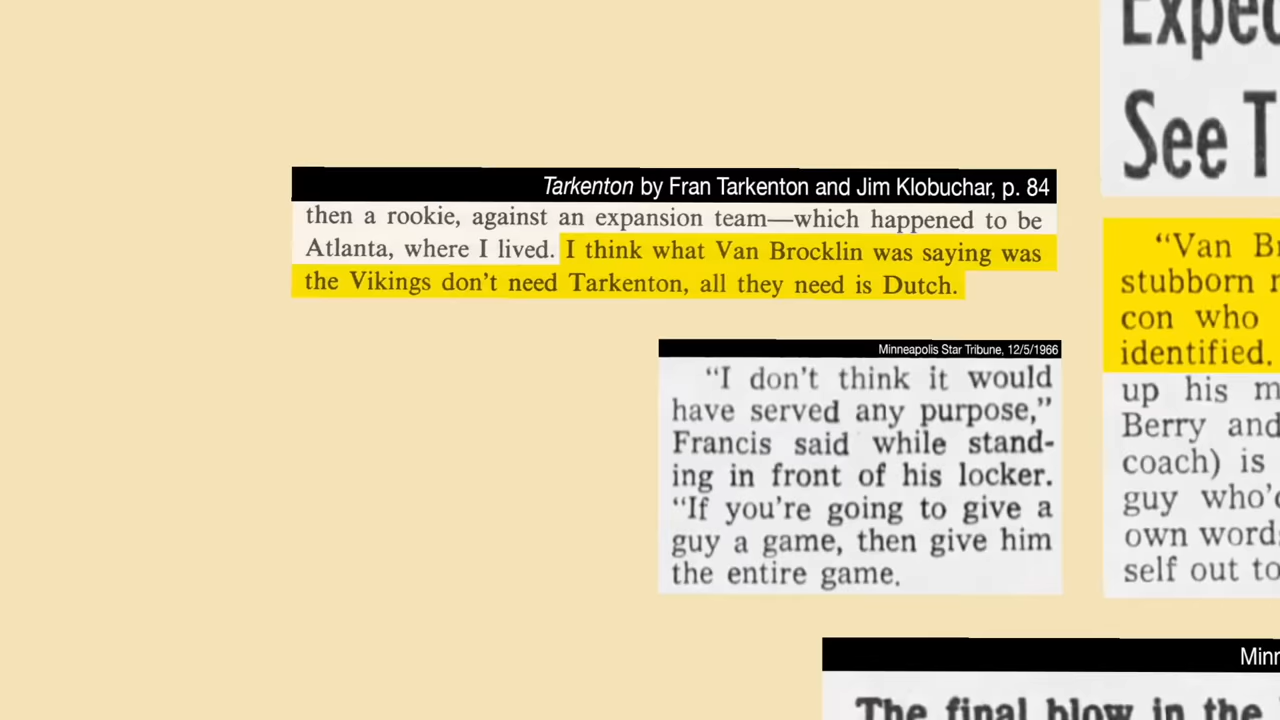 Tarkenton by Fran Tarkenton and Jim Klobuchar, p. 84
then a rookie, against an expansion team—which happened to be
Atlanta, where I lived. I think what Van Brocklin was saying was
the Vikings don't need Tarkenton, all they need is Dutch.
Minneapolis Star Tribune, 12/5/1966
“I don't think it would
have served any purpose,”
Francis said while stand-
ing in front of his locker.
“If you're going to give a
guy a game, then give him
the entire game.
See
“Van
stubborn
con who
identified.
up his
Berry and
coach) is
guy
own
self out to
The final blow in the